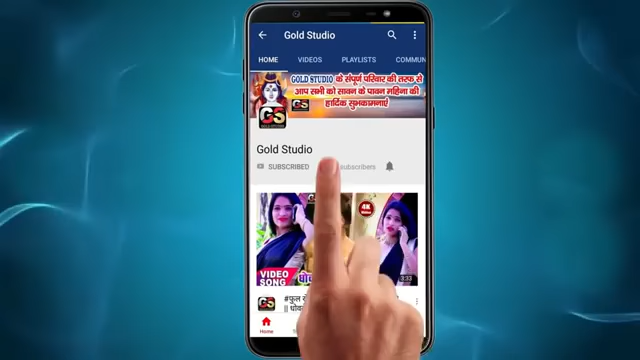 Gold Studio
HOME VIDEOS PLAYLISTS COMMUN
GOLD STUDIO के संपूर्ण परिवार की तरफ से
आप सभी को सावन के पावन महिना की
हार्दिक सुभकामनाएं
GS
GS
Gold Studio
SUBSCRIBED subscribers
4K
VIDEO
SONG
3:33
GS
#फुल
Home